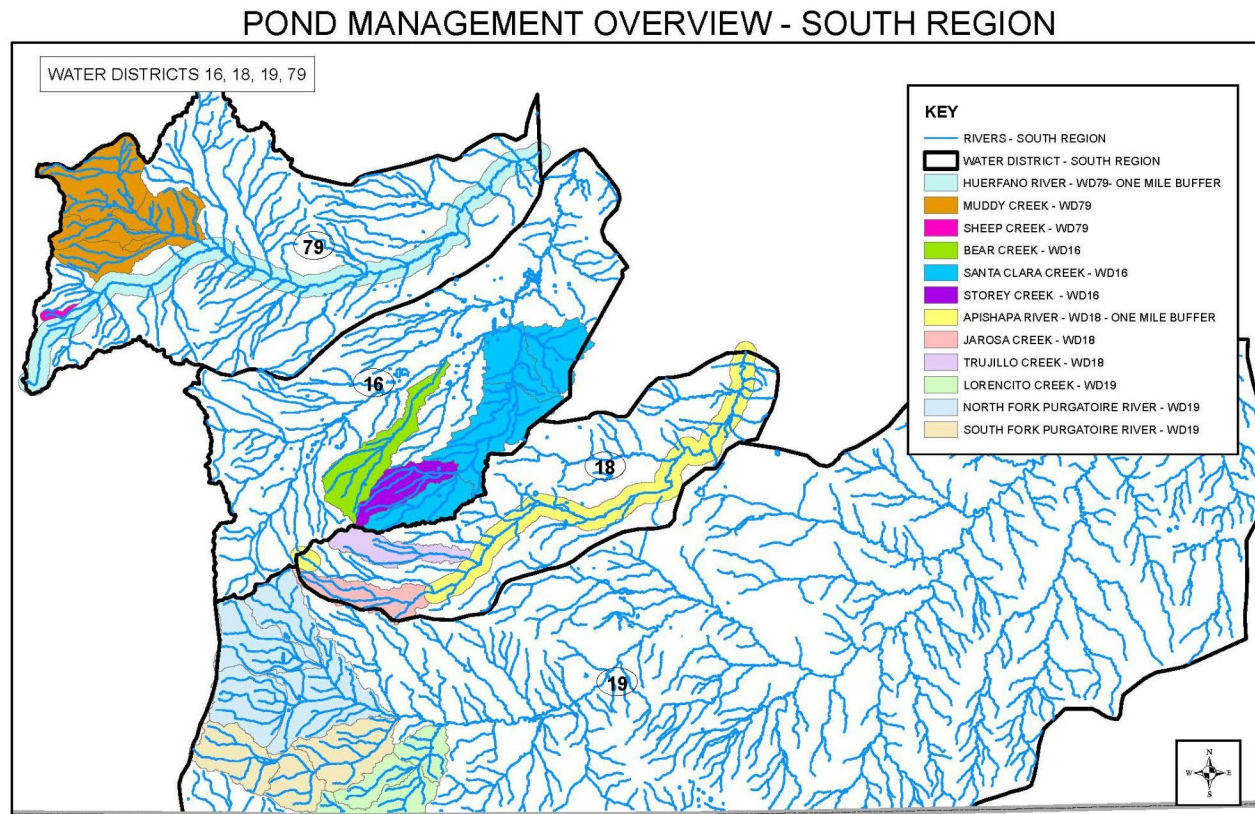 POND MANAGEMENT OVERVIEW - SOUTH REGION
WATER DISTRICTS 16, 18, 19, 79
KEY
RIVERS - SOUTH REGION
WATER DISTRICT - SOUTH REGION
HUERFANO RIVER - WD79- ONE MILE BUFFER
MUDDY CREEK - WD79
SHEEP CREEK - WD79
BEAR CREEK - WD16
SANTA CLARA CREEK - WD16
STOREY CREEK - WD16
APISHAPA RIVER - WD18 - ONE MILE BUFFER
JAROSA CREEK - WD18
TRUJILLO CREEK - WD18
LORENCITO CREEK - WD19
NORTH FORK PURGATOIRE RIVER - WD19
SOUTH FORK PURGATOIRE RIVER - WD19
79
16
18
19
N
W E
S